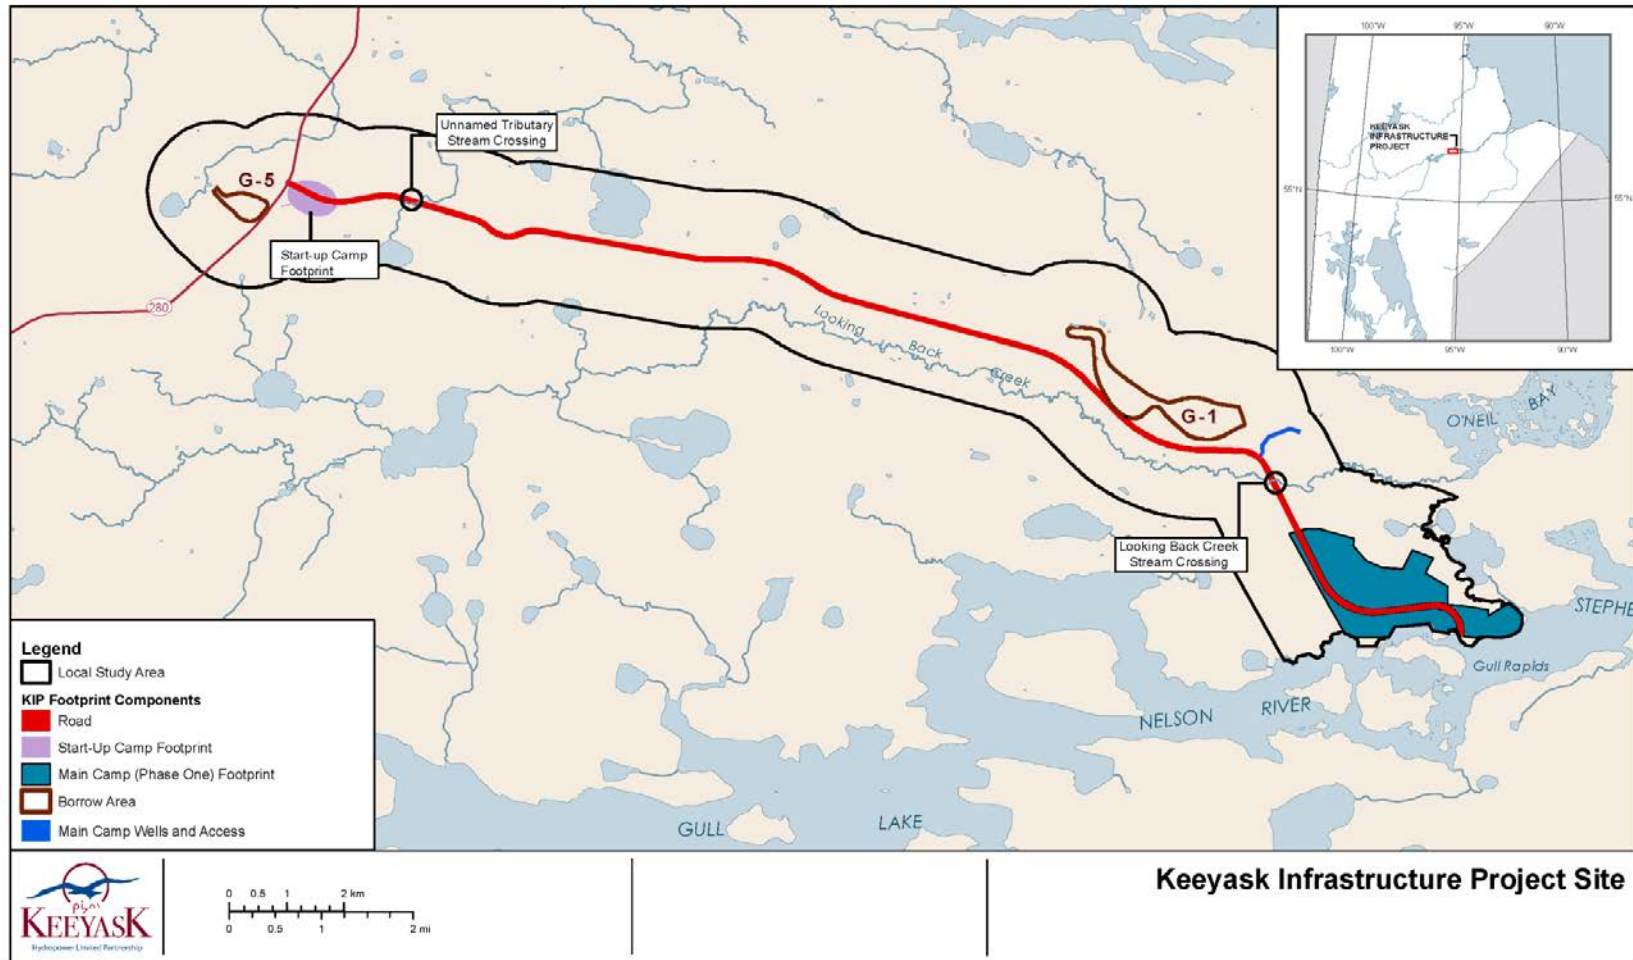 100°W
95°W
90°W
KEEYASK
INFRASTRUCTURE
PROJECT
55°N
55°N
100°W
95°W
90°W
Unnamed Tributary
Stream Crossing
G-5
Start-up Camp
Footprint
280
Looking
Back
Creek
G-1
O'NEIL
BAY
Looking Back Creek
Stream Crossing
STEPHE
Gull Rapids
NELSON
RIVER
GULL
LAKE
Legend
Local Study Area
KIP Footprint Components
Road
Start-Up Camp Footprint
Main Camp (Phase One) Footprint
Borrow Area
Main Camp Wells and Access
KEEYASK
Hydropower Limited Partnership
0 0.5 1 2 km
0 0.5 1 2 mi
Keeyask Infrastructure Project Site